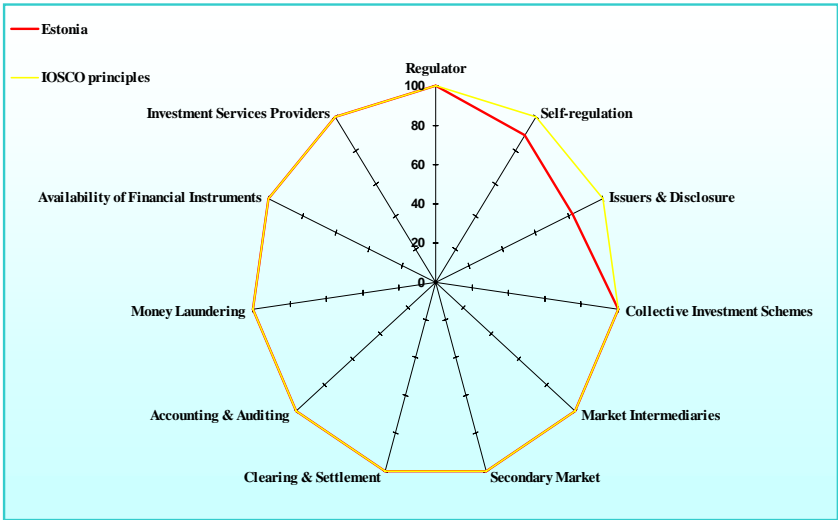 Estonia
IOSCO principles
Regulator
100
Investment Services Providers
Self-regulation
80
60
Availability of Financial Instruments
Issuers & Disclosure
40
20
0
Money Laundering
Collective Investment Schemes
Accounting & Auditing
Market Intermediaries
Clearing & Settlement
Secondary Market